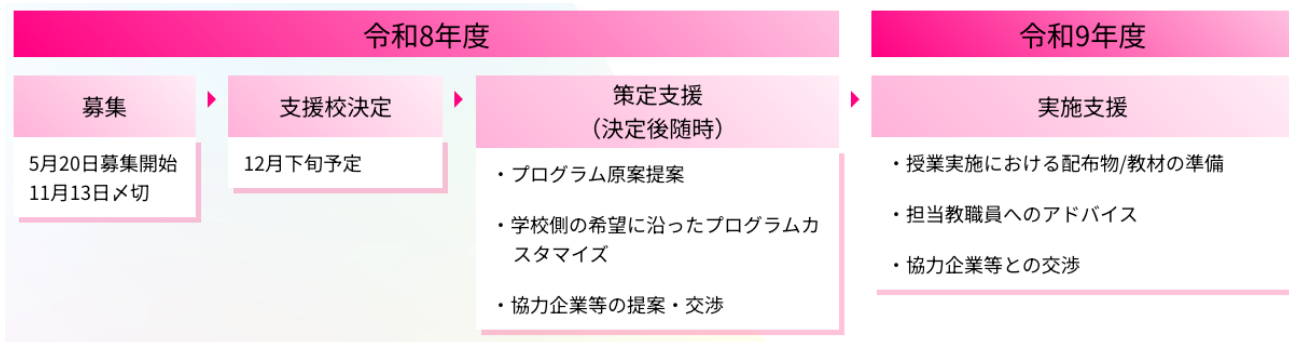 令和8年度
募集
5月20日募集開始
11月13日〆切
支援校決定
12月下旬予定
策定支援
（決定後随時）
・プログラム原案提案
・学校側の希望に沿ったプログラムカ
スタマイズ
・協力企業等の提案・交渉
令和9年度
実施支援
・授業実施における配布物/教材の準備
・担当教職員へのアドバイス
・協力企業等との交渉